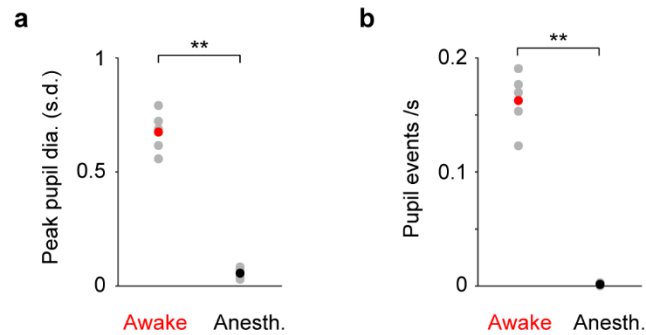 a
**
1
0.5
0
Peak pupil dia. (s.d.)
Awake Anesth.
b
**
0.2
0.1
0
Pupil events /s
Awake Anesth.